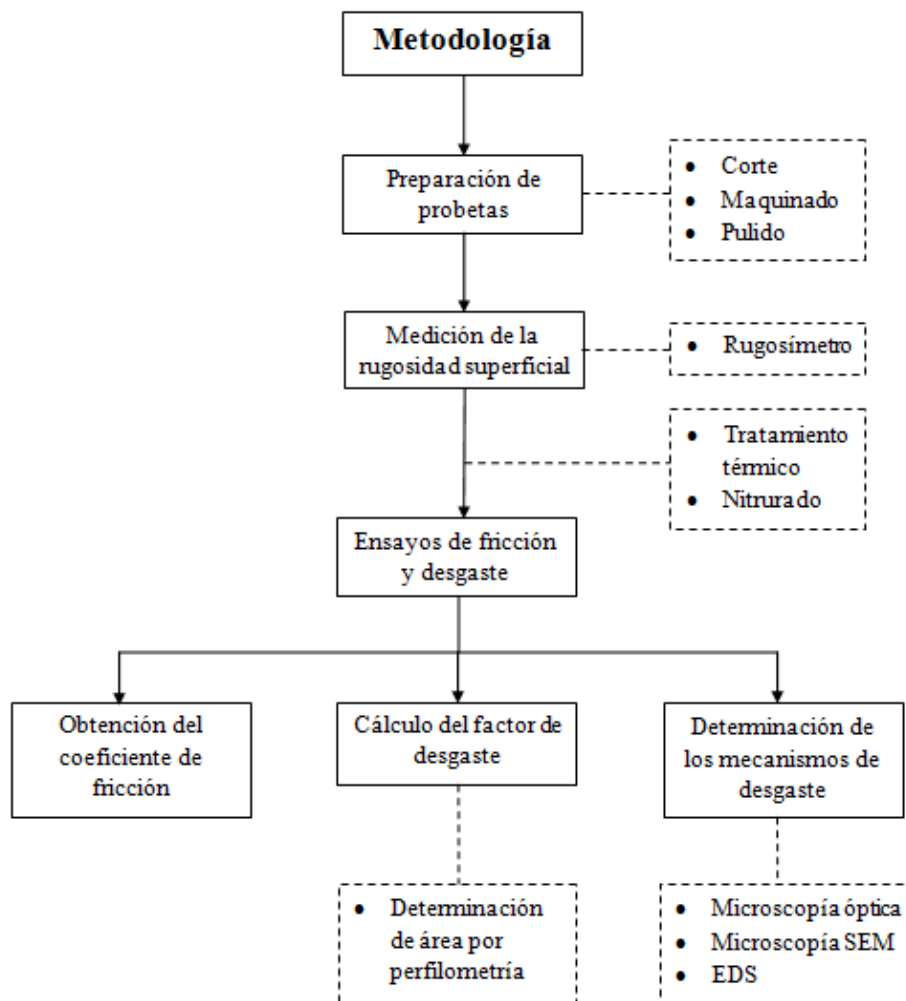 Metodología
Preparación de
probetas
• Corte
• Maquinado
• Pulido
Medición de la
rugosidad superficial
• Rugosímetro
• Tratamiento
térmico
• Nitrurado
Ensayos de fricción
y desgaste
Obtención del
coeficiente de
fricción
Cálculo del factor de
desgaste
Determinación de
los mecanismos de
desgaste
• Determinación
de área por
perfilometría
• Microscopía óptica
• Microscopía SEM
• EDS